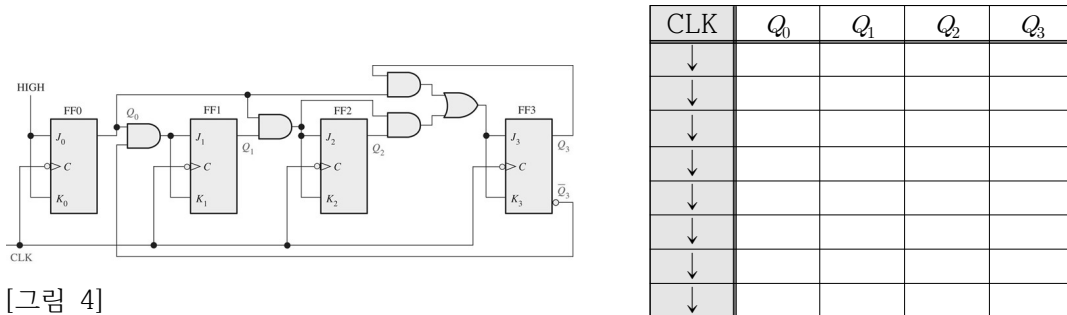 HIGH
FF0
FF1
FF2
FF3
Q₀
J₀
J₁
J₂
J₃
Q₁
Q₂
Q₃
C
C
C
C
Q̅₃
K₀
K₁
K₂
K₃
CLK
[그림 4]
CLK Q₀ Q₁ Q₂ Q₃
↓
↓
↓
↓
↓
↓
↓
↓